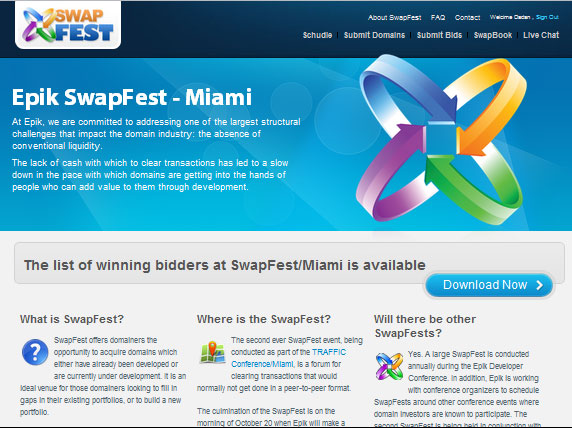 SWAP
FEST
About SwapFest FAQ Contact Welcome Dadan , Sign Out
Schudle Submit Domains Submit Bids SwapBook Live Chat
Epik SwapFest - Miami
At Epik, we are committed to addressing one of the largest structural
challenges that impact the domain industry: the absence of
conventional liquidity.
The lack of cash with which to clear transactions has led to a slow
down in the pace with which domains are getting into the hands of
people who can add value to them through development.
The list of winning bidders at SwapFest/Miami is available
Download Now
What is SwapFest?
SwapFest offers domainers the
opportunity to acquire domains which
either have already been developed or
are currently under development. It is an
ideal venue for those domainers looking to fill in
gaps in their existing portfolios, or to build a new
portfolio.
Where is the SwapFest?
The second ever SwapFest event, being
conducted as part of the TRAFFIC
Conference/Miami, is a forum for
clearing transactions that would
normally not get done in a peer-to-peer format.
The culmination of the SwapFest is on the
morning of October 20 when Epik will make a
Will there be other
SwapFests?
Yes. A large SwapFest is conducted
annually during the Epik Developer
Conference. In addition, Epik is working
with conference organizers to schedule
SwapFests around other conference events where
domain investors are known to participate. The
second SwapFest is being held in conjunction with